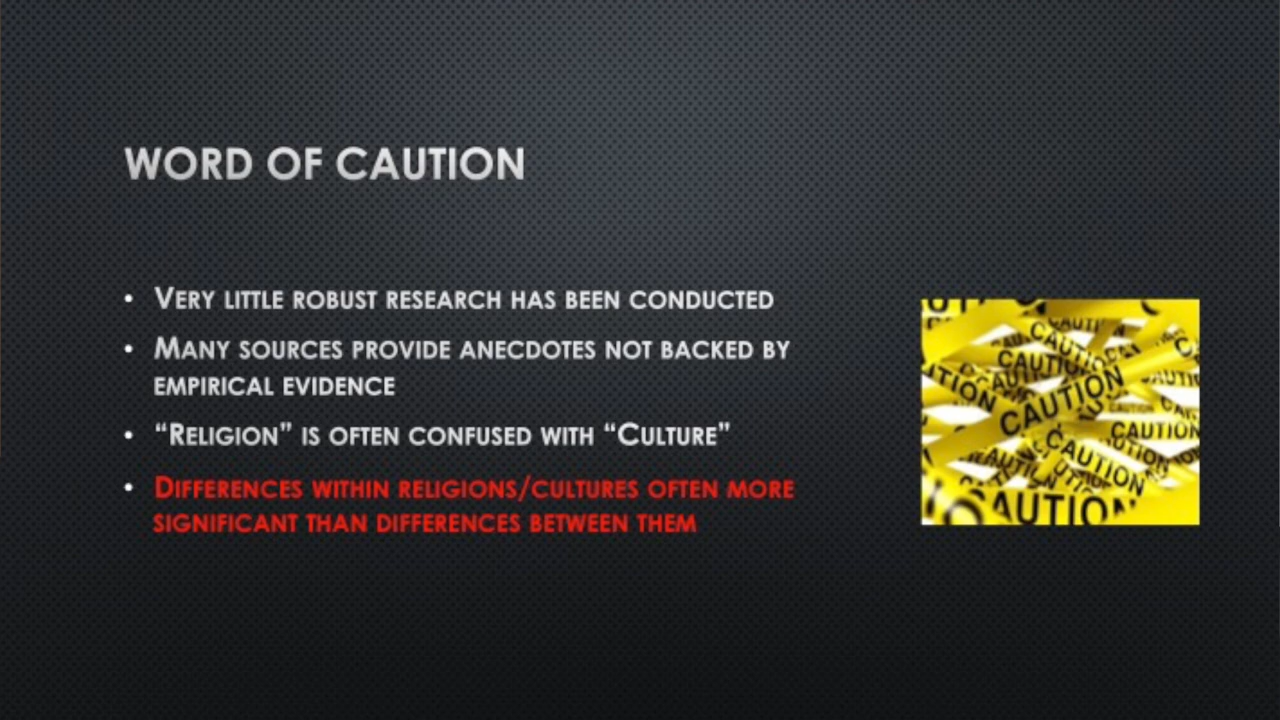 WORD OF CAUTION
• VERY LITTLE ROBUST RESEARCH HAS BEEN CONDUCTED
• MANY SOURCES PROVIDE ANECDOTES NOT BACKED BY
EMPIRICAL EVIDENCE
• “RELIGION” IS OFTEN CONFUSED WITH “CULTURE”
• DIFFERENCES WITHIN RELIGIONS/CULTURES OFTEN MORE
SIGNIFICANT THAN DIFFERENCES BETWEEN THEM
CAUTION
CAUTION
CAUTION
CAUTION
CAUTION